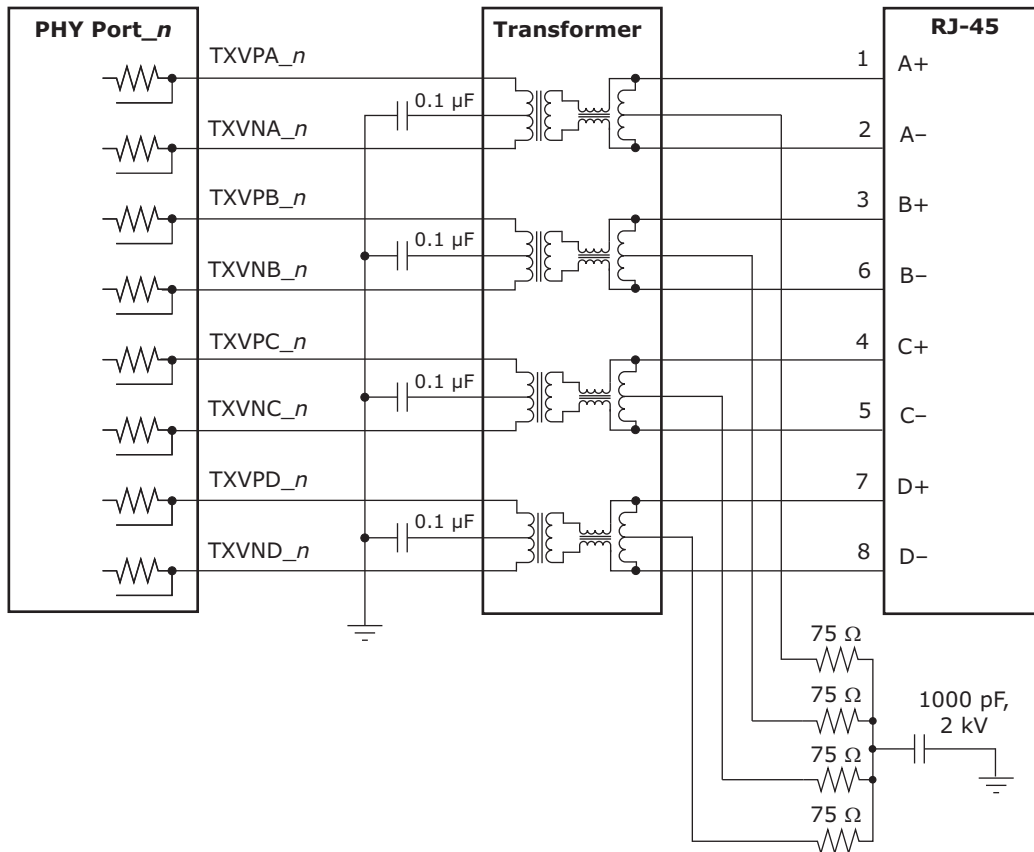 PHY Port_n
Transformer
RJ-45
TXVPA_n
1
A+
0.1 µF
TXVNA_n
2
A−
TXVPB_n
3
B+
0.1 µF
TXVNB_n
6
B−
TXVPC_n
4
C+
0.1 µF
TXVNC_n
5
C−
TXVPD_n
7
D+
0.1 µF
TXVND_n
8
D−
75 Ω
75 Ω
1000 pF,
2 kV
75 Ω
75 Ω